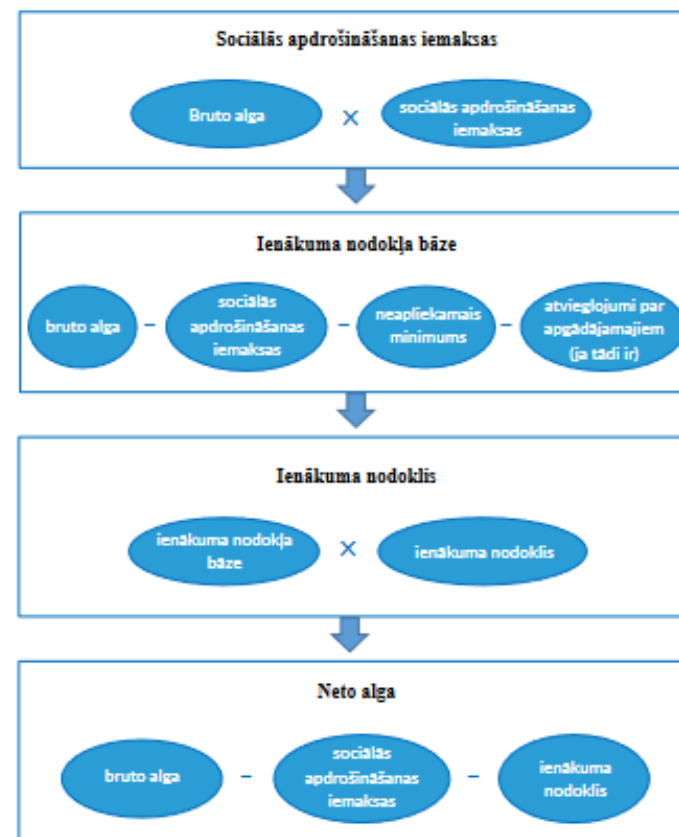 Sociālās apdrošināšanas iemaksas
Bruto alga
×
sociālās apdrošināšanas
iemaksas
Ienākuma nodokļa bāze
bruto alga
–
sociālās
apdrošināšanas
iemaksas
–
neapliekamais
minimums
–
atvieglojumi par
apgādājamajiem
(ja tādi ir)
Ienākuma nodoklis
ienākuma nodokļa
bāze
×
ienākuma nodoklis
Neto alga
bruto alga
–
sociālās
apdrošināšanas
iemaksas
–
ienākuma
nodoklis